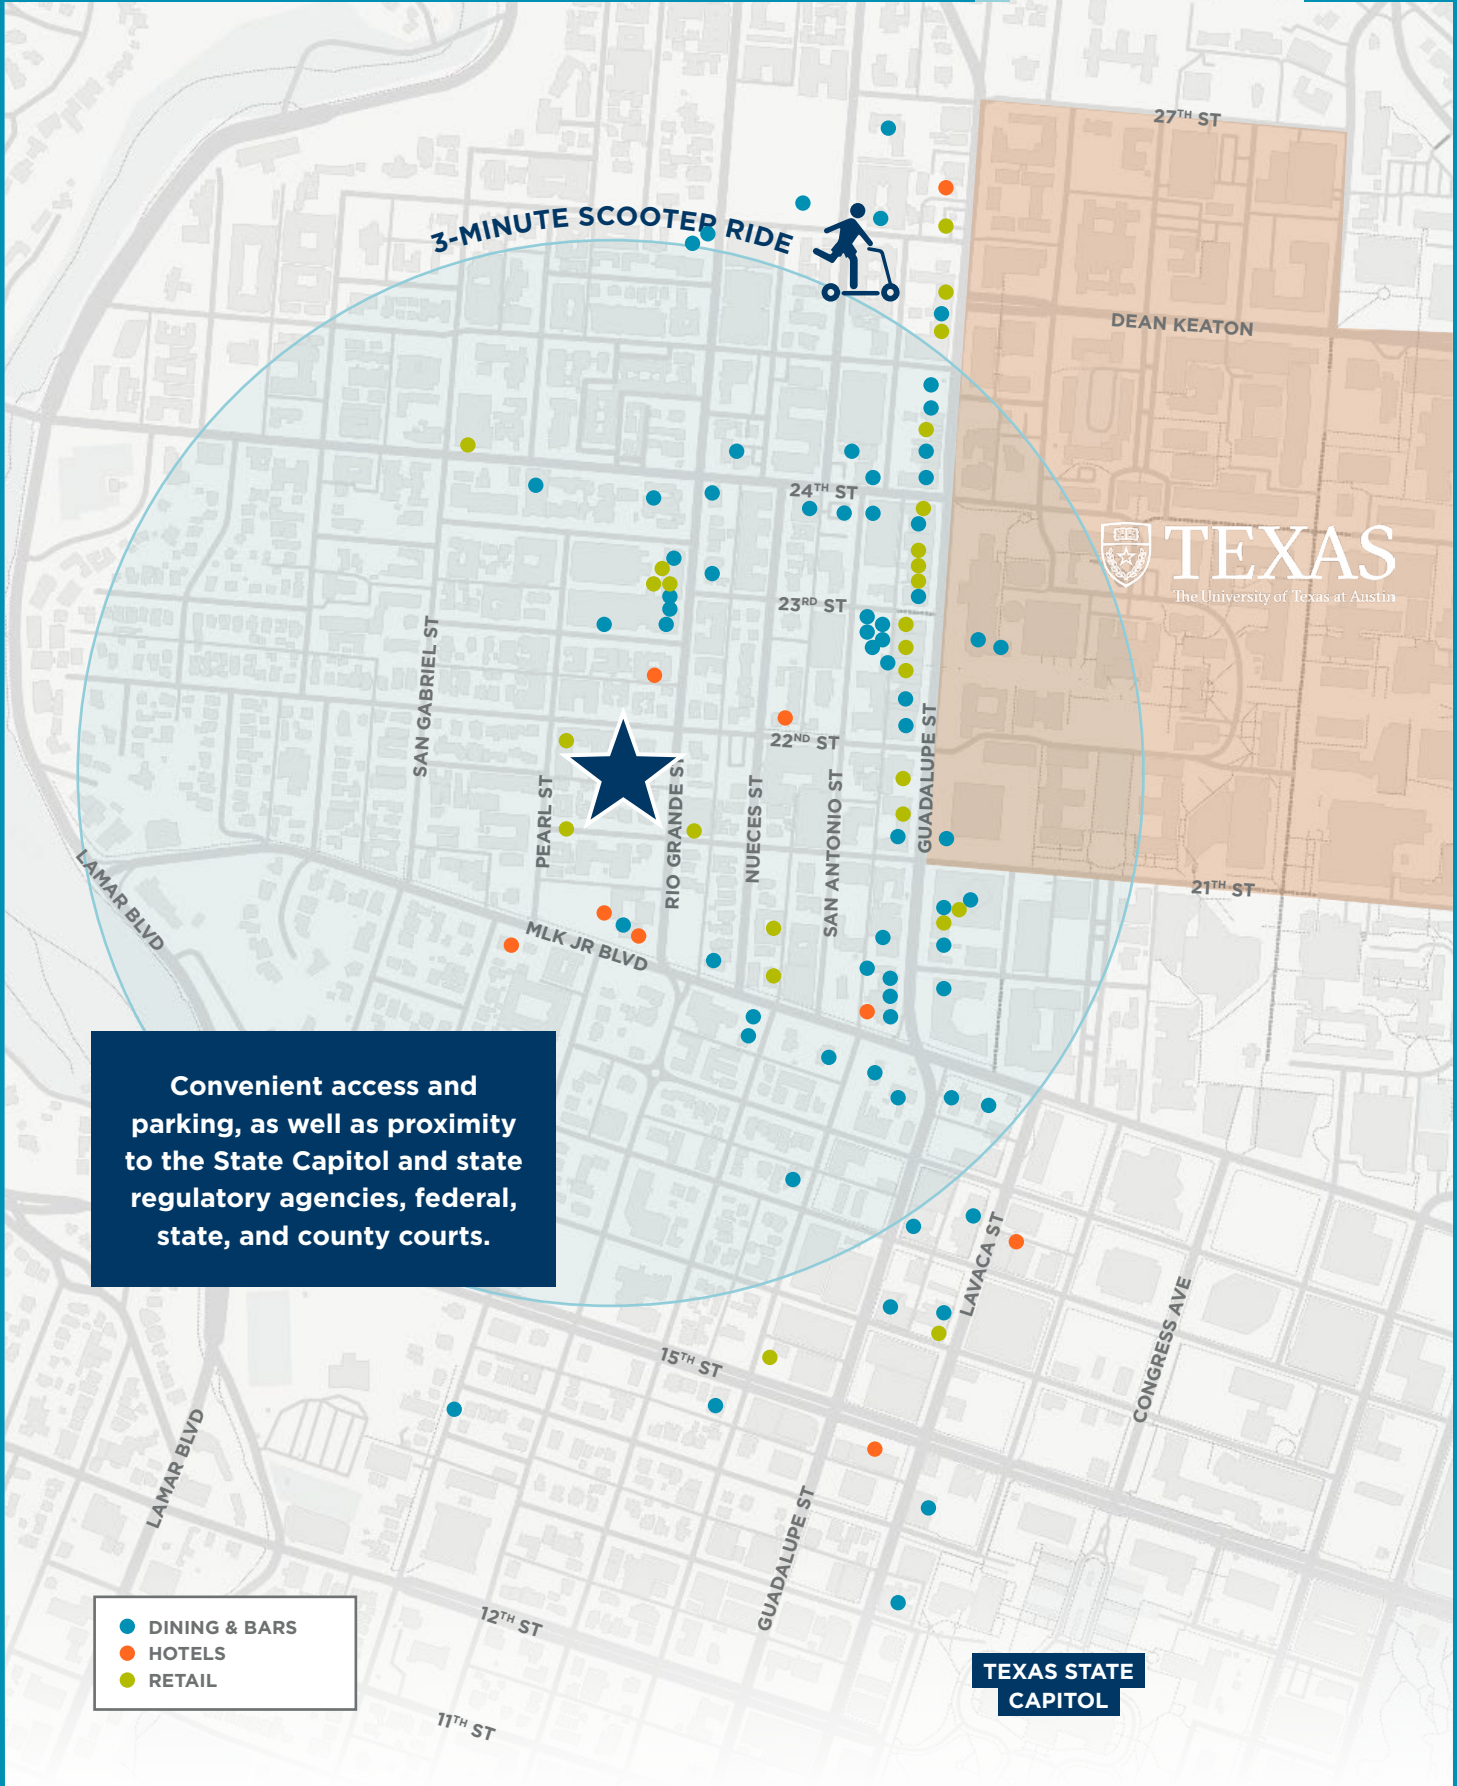 27TH ST
3-MINUTE SCOOTER RIDE
DEAN KEATON
24TH ST
TEXAS
The University of Texas at Austin
23RD ST
SAN GABRIEL ST
22ND ST
GUADALUPE ST
PEARL ST
RIO GRANDE ST
NUECES ST
SAN ANTONIO ST
LAMAR BLVD
21TH ST
MLK JR BLVD
Convenient access and
parking, as well as proximity
to the State Capitol and state
regulatory agencies, federal,
state, and county courts.
LAVACA ST
CONGRESS AVE
15TH ST
LAMAR BLVD
GUADALUPE ST
12TH ST
DINING & BARS
HOTELS
RETAIL
TEXAS STATE
CAPITOL
11TH ST